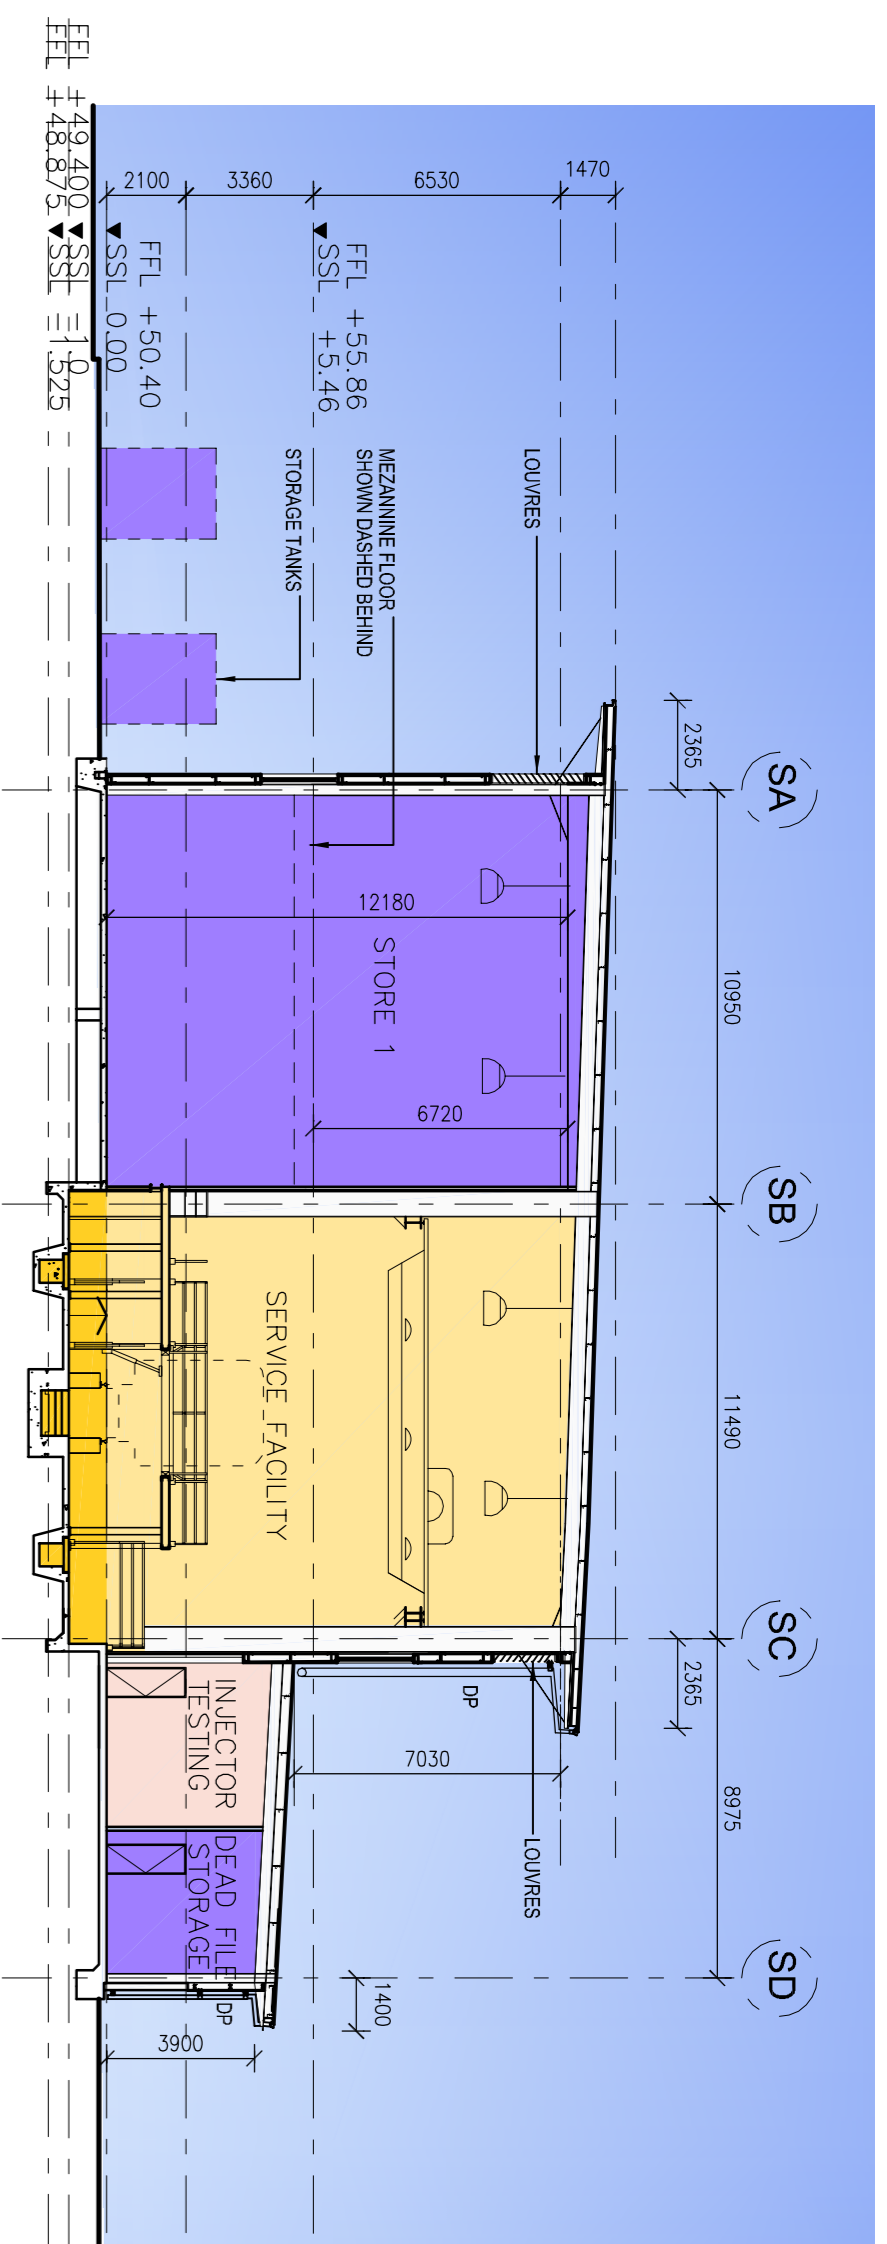 SA
SB
SC
SD
2365
10950
11490
2365
8975
1470
6530
3360
2100
LOUVRES
MEZANNINE FLOOR
SHOWN DASHED BEHIND
STORAGE TANKS
FFL +55.86
SSL +5.46
FFL +50.40
SSL 0.00
FFL +49.400
SSL -1.0
FFL +48.875
SSL -1.525
12180
STORE 1
6720
SERVICE FACILITY
DP
7030
LOUVRES
INJECTOR
TESTING
DEAD FILE
STORAGE
DP
1400
3900